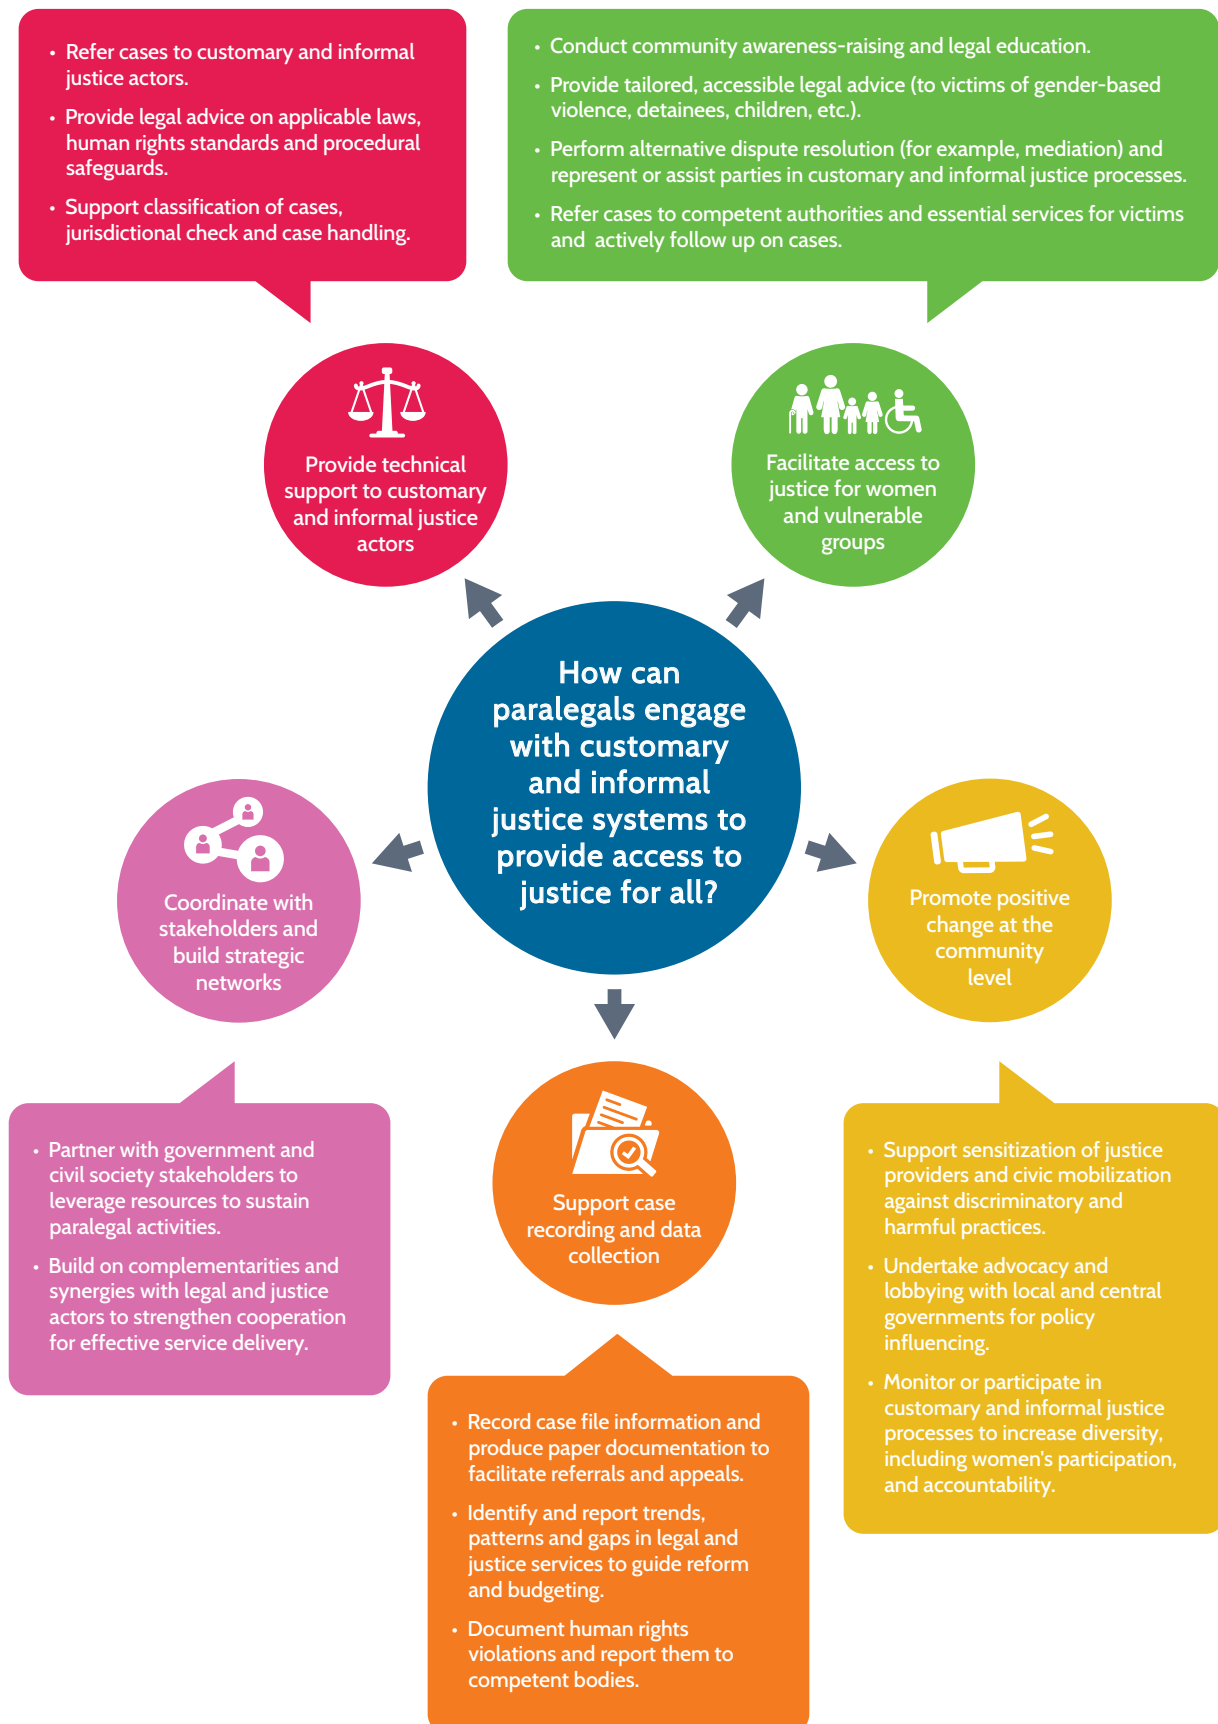 • Refer cases to customary and informal
justice actors.
• Provide legal advice on applicable laws,
human rights standards and procedural
safeguards.
• Support classification of cases,
jurisdictional check and case handling.
• Conduct community awareness-raising and legal education.
• Provide tailored, accessible legal advice (to victims of gender-based
violence, detainees, children, etc.).
• Perform alternative dispute resolution (for example, mediation) and
represent or assist parties in customary and informal justice processes.
• Refer cases to competent authorities and essential services for victims
and actively follow up on cases.
Provide technical
support to customary
and informal justice
actors
Facilitate access to
justice for women
and vulnerable
groups
How can
paralegals engage
with customary
and informal
justice systems to
provide access to
justice for all?
Coordinate with
stakeholders and
build strategic
networks
Promote positive
change at the
community
level
• Partner with government and
civil society stakeholders to
leverage resources to sustain
paralegal activities.
• Build on complementarities and
synergies with legal and justice
actors to strengthen cooperation
for effective service delivery.
Support case
recording and data
collection
• Support sensitization of justice
providers and civic mobilization
against discriminatory and
harmful practices.
• Undertake advocacy and
lobbying with local and central
governments for policy
influencing.
• Monitor or participate in
customary and informal justice
processes to increase diversity,
including women's participation,
and accountability.
• Record case file information and
produce paper documentation to
facilitate referrals and appeals.
• Identify and report trends,
patterns and gaps in legal and
justice services to guide reform
and budgeting.
• Document human rights
violations and report them to
competent bodies.